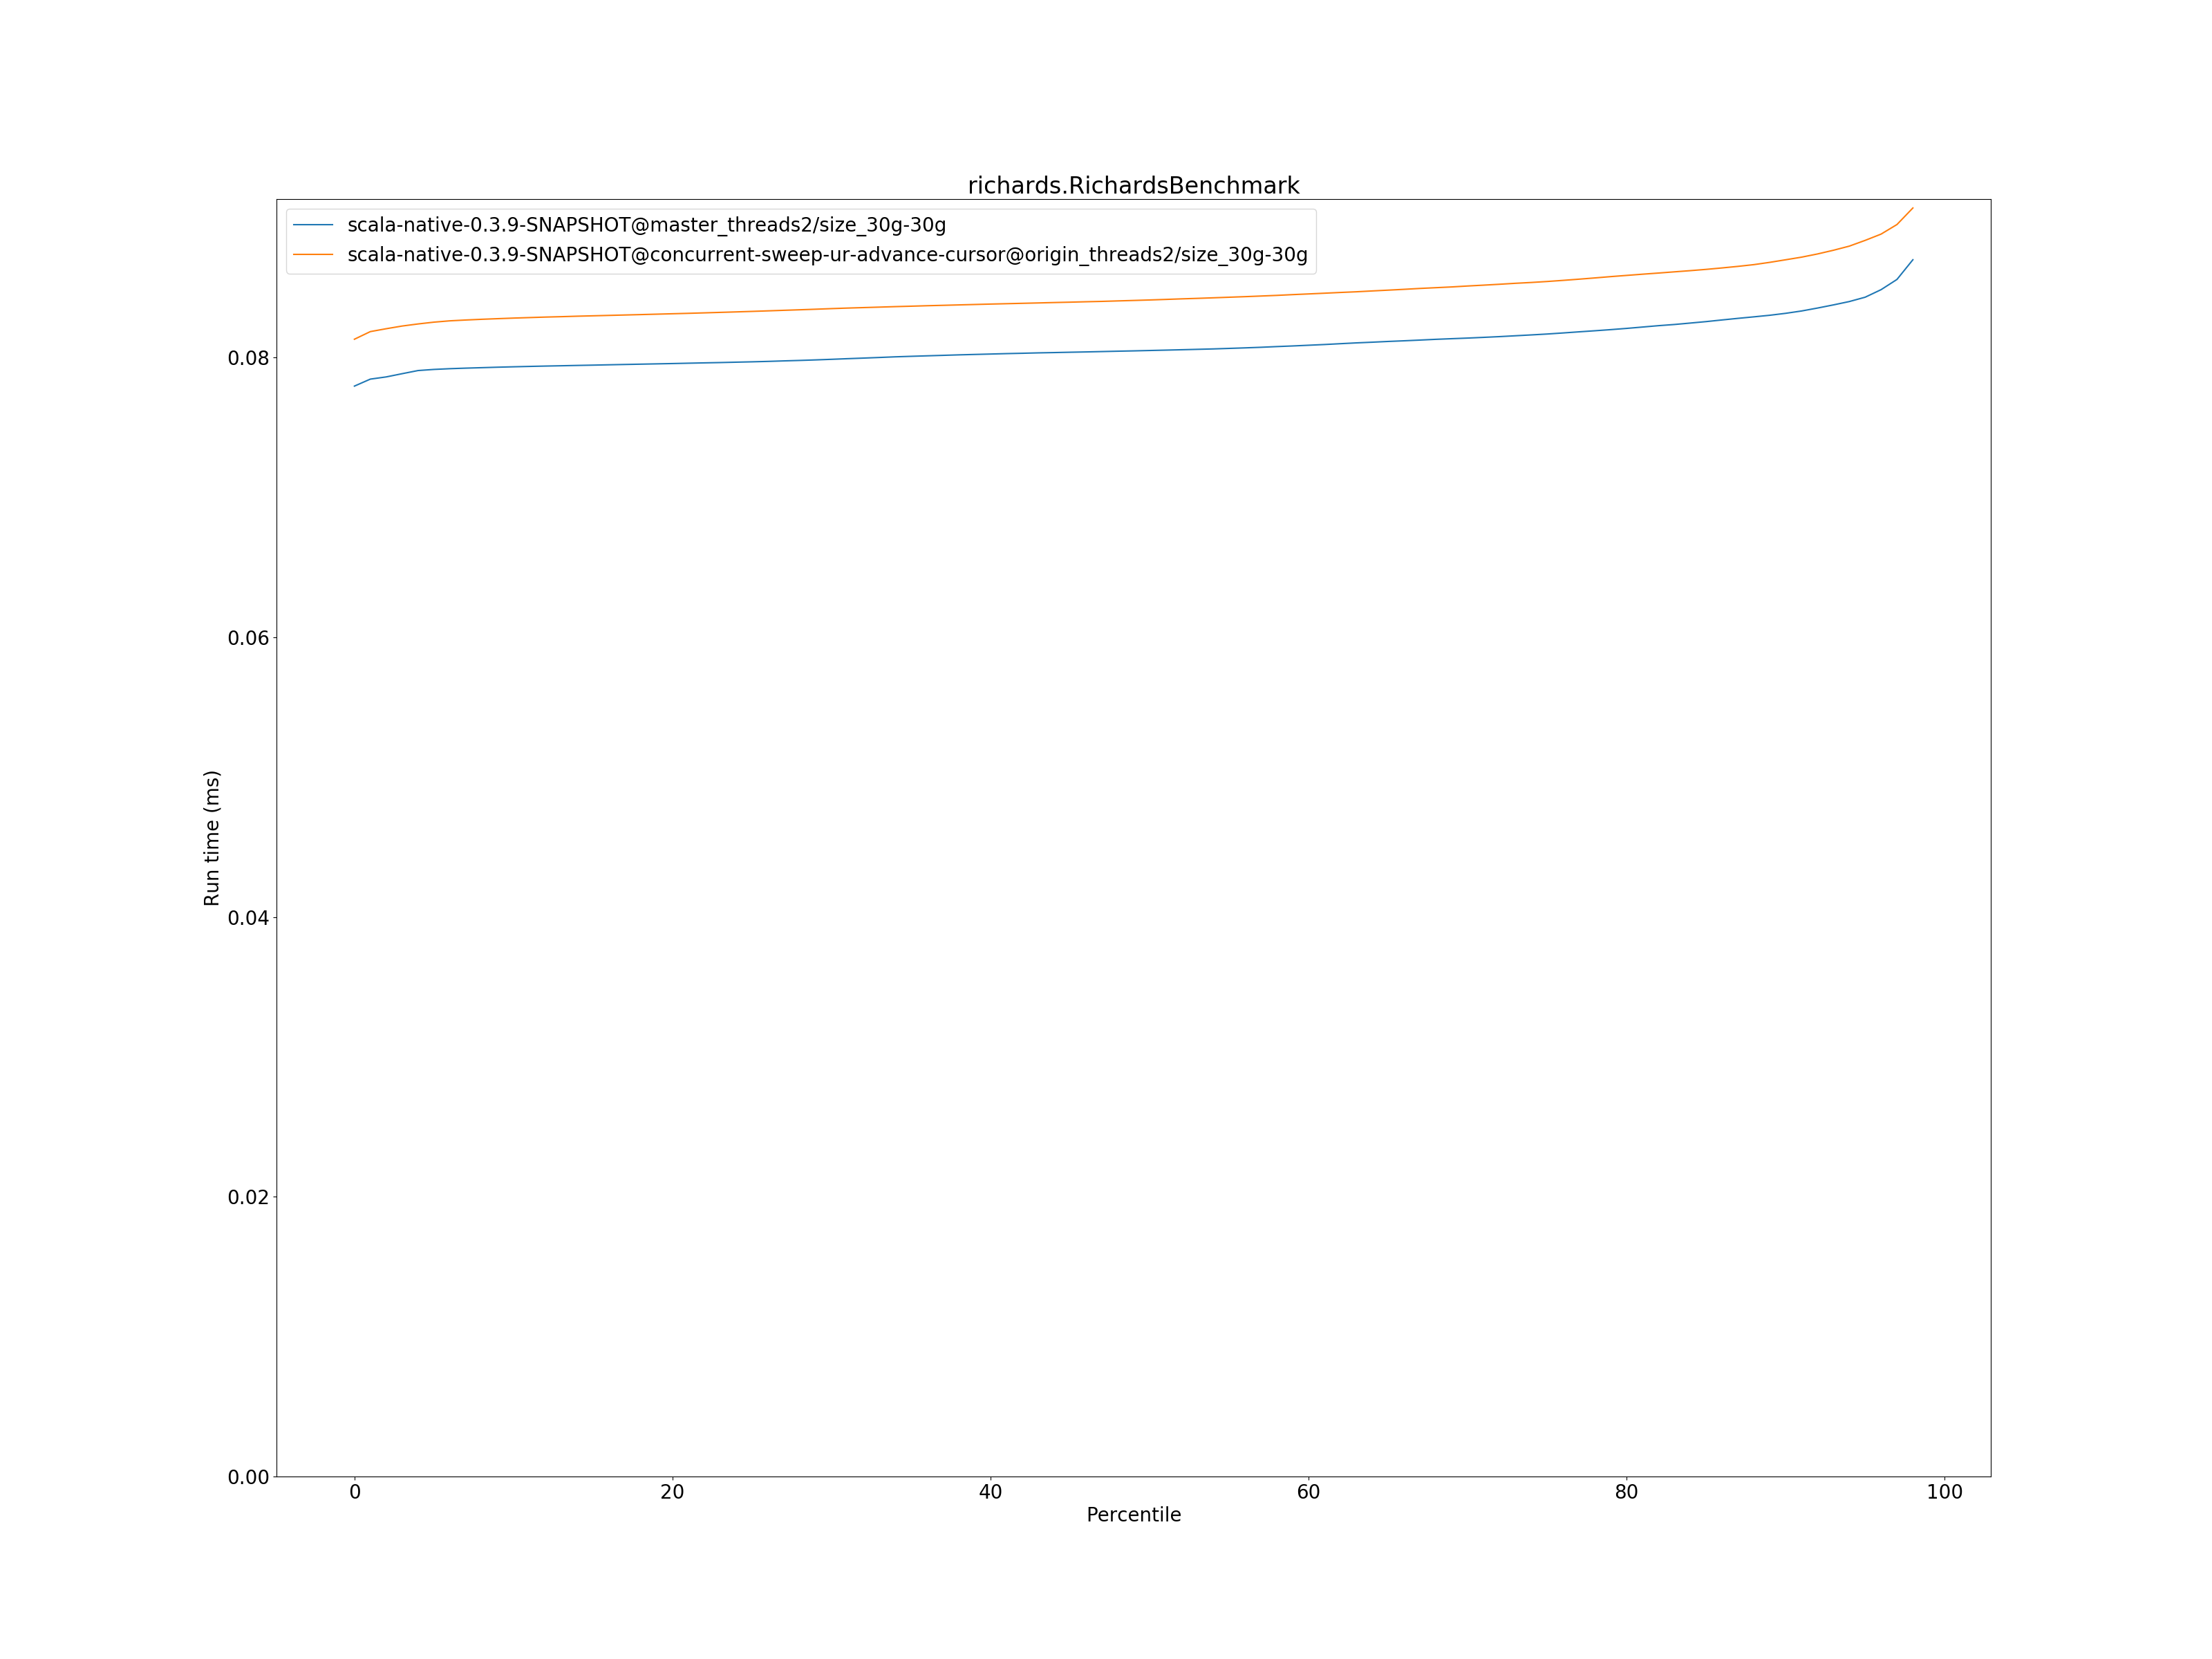 richards.RichardsBenchmark
scala-native-0.3.9-SNAPSHOT@master_threads2/size_30g-30g
scala-native-0.3.9-SNAPSHOT@concurrent-sweep-ur-advance-cursor@origin_threads2/size_30g-30g
0.08
0.06
0.04
0.02
0.00
Run time (ms)
0 20 40 60 80 100
Percentile